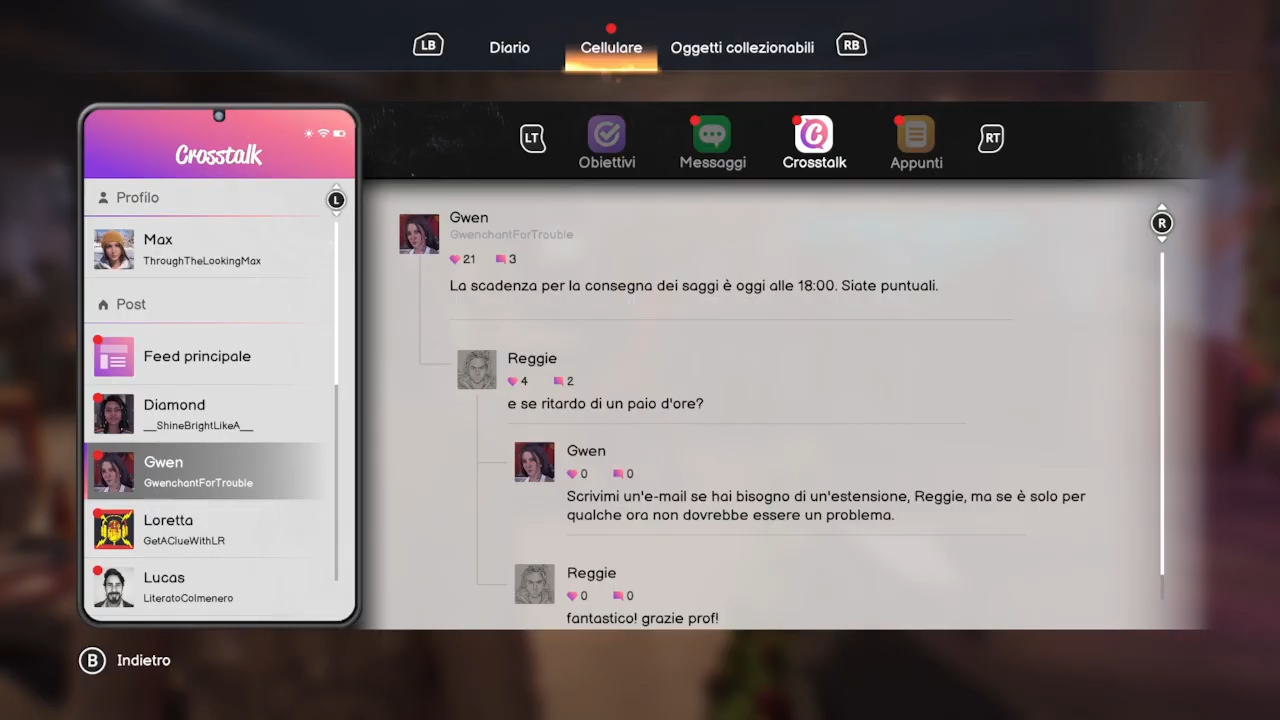 LB
Diario
Cellulare
Oggetti collezionabili
RB
Crosstalk
Profilo
L
Max
ThroughTheLookingMax
Post
Feed principale
Diamond
__ShineBrightLikeA__
Gwen
GwenchantForTrouble
Loretta
GetAClueWithLR
Lucas
LiteratoColmenero
LT
Obiettivi
Messaggi
Crosstalk
Appunti
RT
R
Gwen
GwenchantForTrouble
21 3
La scadenza per la consegna dei saggi è oggi alle 18:00. Siate puntuali.
Reggie
4 2
e se ritardo di un paio d'ore?
Gwen
0 0
Scrivimi un'e-mail se hai bisogno di un'estensione, Reggie, ma se è solo per
qualche ora non dovrebbe essere un problema.
Reggie
0 0
fantastico! grazie prof!
B Indietro